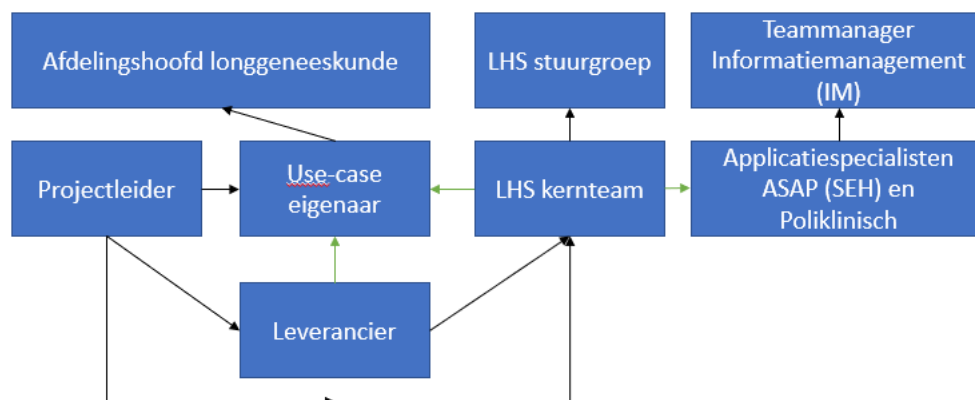 Afdelingshoofd longgeneeskunde
LHS stuurgroep
Teammanager
Informatiemanagement
(IM)
Projectleider
Use-case
eigenaar
LHS kernteam
Applicatiespecialisten
ASAP (SEH) en
Poliklinisch
Leverancier